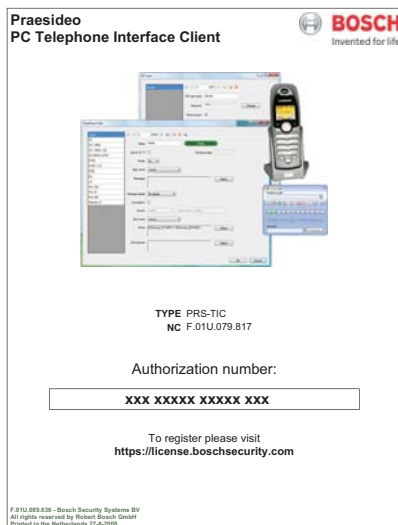 Praesideo
PC Telephone Interface Client
BOSCH
Invented for life
TYPE PRS-TIC
NC F.01U.079.817
Authorization number:
xxx xxxxx xxxxx xxx
To register please visit
https://license.boschsecurity.com
F.01U.089.636 - Bosch Security Systems BV
All rights reserved by Robert Bosch GmbH
Printed in the Netherlands 27-8-2008